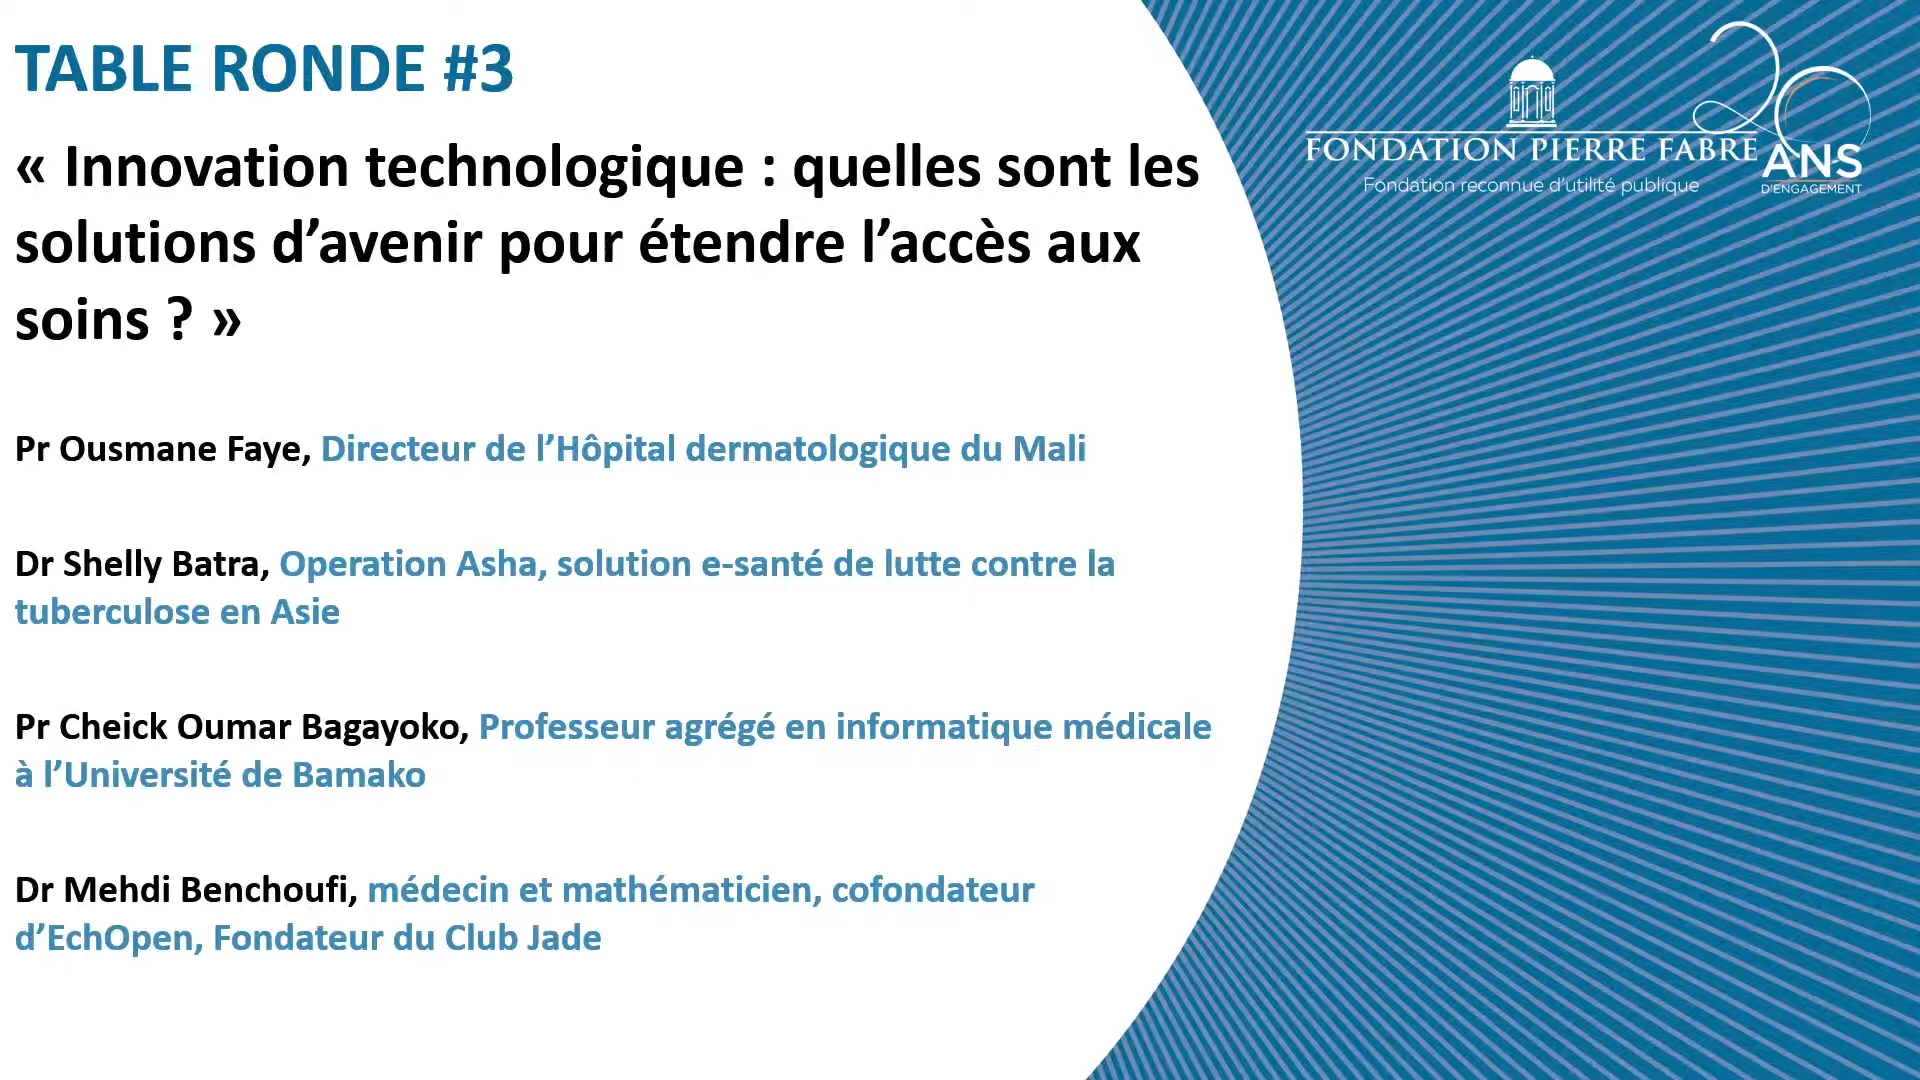 TABLE RONDE #3
« Innovation technologique : quelles sont les
solutions d’avenir pour étendre l’accès aux
soins ? »
Pr Ousmane Faye, Directeur de l’Hôpital dermatologique du Mali
Dr Shelly Batra, Operation Asha, solution e-santé de lutte contre la
tuberculose en Asie
Pr Cheick Oumar Bagayoko, Professeur agrégé en informatique médicale
à l’Université de Bamako
Dr Mehdi Benchoufi, médecin et mathématicien, cofondateur
d’EchOpen, Fondateur du Club Jade
FONDATION PIERRE FABRE
Fondation reconnue d’utilité publique
20
ANS
D’ENGAGEMENT